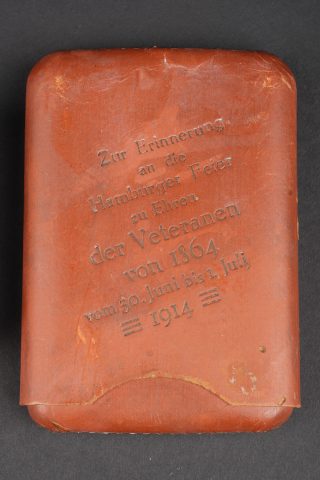 Zur Erinnerung
an die
Hamburger Feier
zu Ehren
der Veteranen
von 1864
vom 30. Juni bis 1. Juli
1914